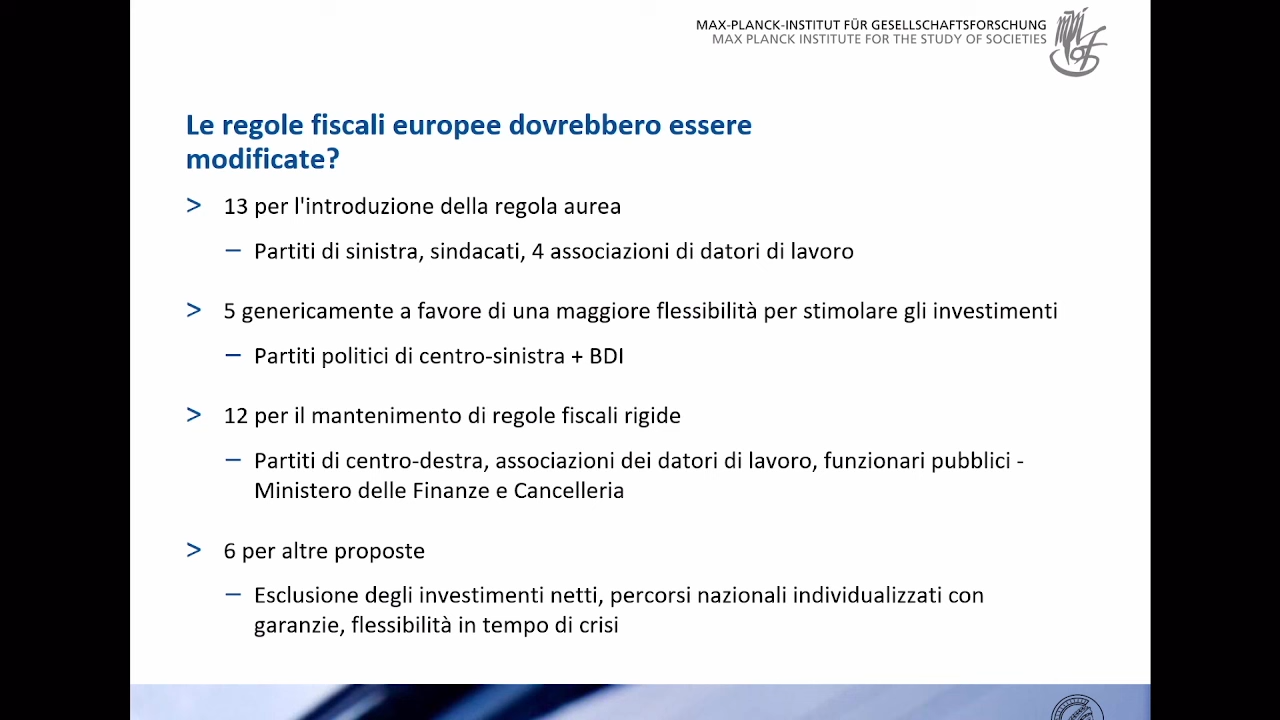 MAX-PLANCK-INSTITUT FÜR GESELLSCHAFTSFORSCHUNG
MAX PLANCK INSTITUTE FOR THE STUDY OF SOCIETIES
Le regole fiscali europee dovrebbero essere
modificate?
> 13 per l'introduzione della regola aurea
– Partiti di sinistra, sindacati, 4 associazioni di datori di lavoro
> 5 genericamente a favore di una maggiore flessibilità per stimolare gli investimenti
– Partiti politici di centro-sinistra + BDI
> 12 per il mantenimento di regole fiscali rigide
– Partiti di centro-destra, associazioni dei datori di lavoro, funzionari pubblici -
Ministero delle Finanze e Cancelleria
> 6 per altre proposte
– Esclusione degli investimenti netti, percorsi nazionali individualizzati con
garanzie, flessibilità in tempo di crisi